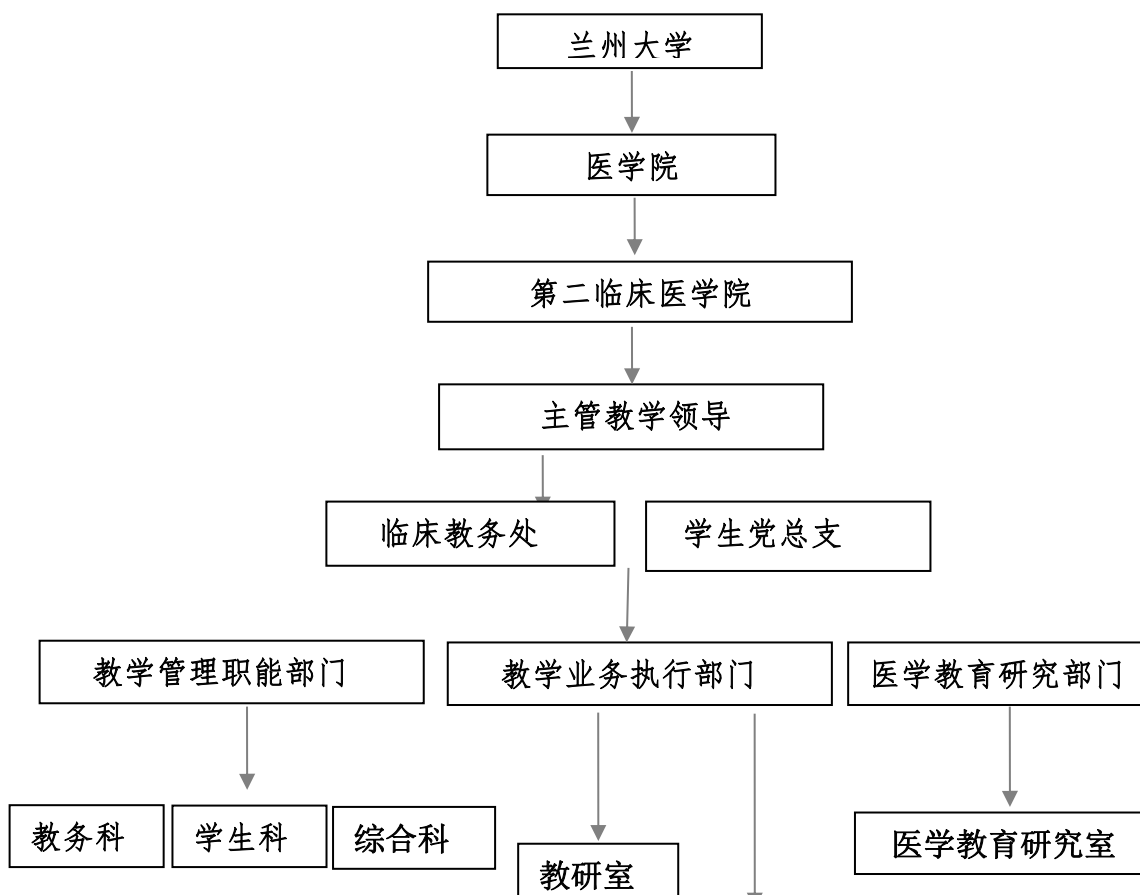 兰州大学
医学院
第二临床医学院
主管教学领导
临床教务处
学生党总支
教学管理职能部门
教学业务执行部门
医学教育研究部门
教务科
学生科
综合科
医学教育研究室
教研室